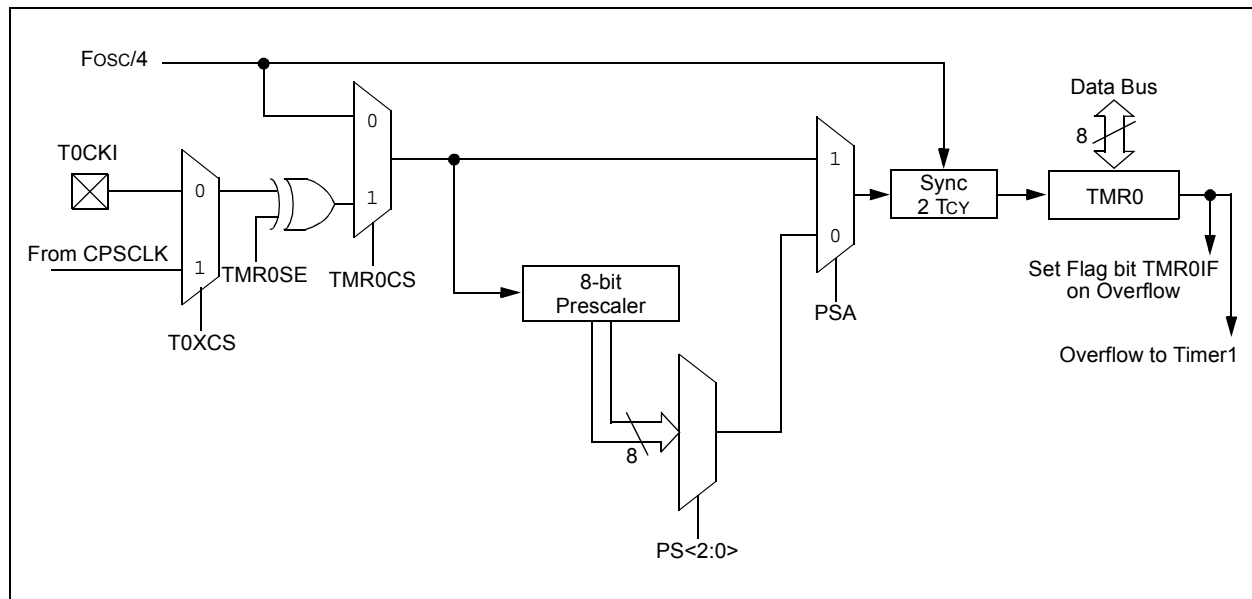 FOSC/4
Data Bus
8
0
1
T0CKI
0
1
From CPSCLK
TMR0SE
TMR0CS
T0XCS
1
0
PSA
Sync
2 TCY
TMR0
Set Flag bit TMR0IF
on Overflow
Overflow to Timer1
8-bit
Prescaler
8
PS<2:0>